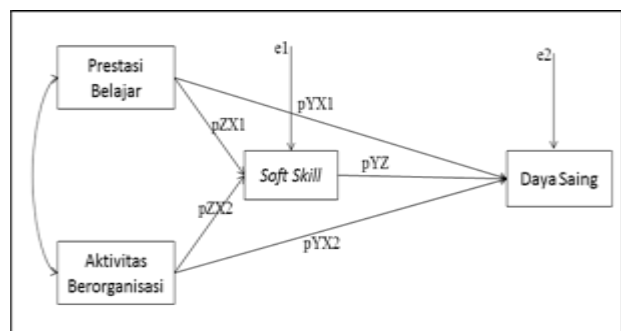 e1
e2
Prestasi
Belajar
pYX1
pZX1
Soft Skill
pYZ
Daya Saing
pZX2
pYX2
Aktivitas
Berorganisasi